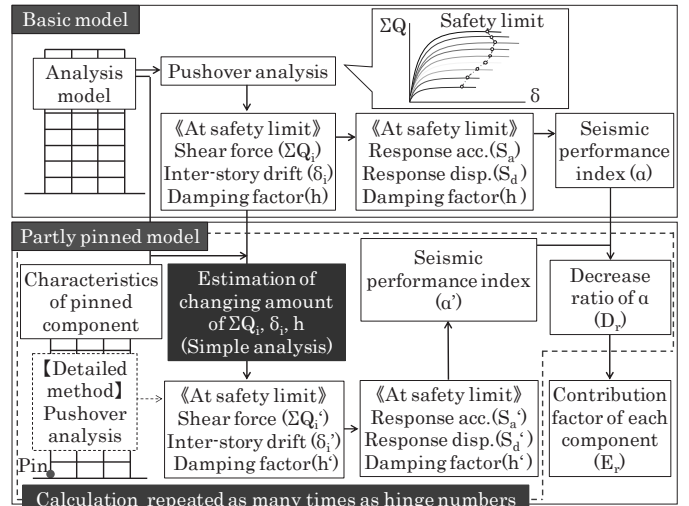 Basic model
Analysis
model
Pushover analysis
ΣQ
Safety limit
δ
《At safety limit》
Shear force (ΣQi)
Inter-story drift (δi)
Damping factor(h)
《At safety limit》
Response acc.(Sa)
Response disp.(Sd)
Damping factor(h)
Seismic
performance
index (α)
Partly pinned model
Characteristics
of pinned
component
Estimation of
changing amount
of ΣQi, δi, h
(Simple analysis)
Seismic
performance index
(α’)
Decrease
ratio of α
(Dr)
【Detailed
method】
Pushover
analysis
Pin
《At safety limit》
Shear force (ΣQi‘)
Inter-story drift (δi’)
Damping factor(h‘)
《At safety limit》
Response acc.(Sa‘)
Response disp.(Sd‘)
Damping factor(h‘)
Contribution
factor of each
component
(Er)
Calculation repeated as many times as hinge numbers